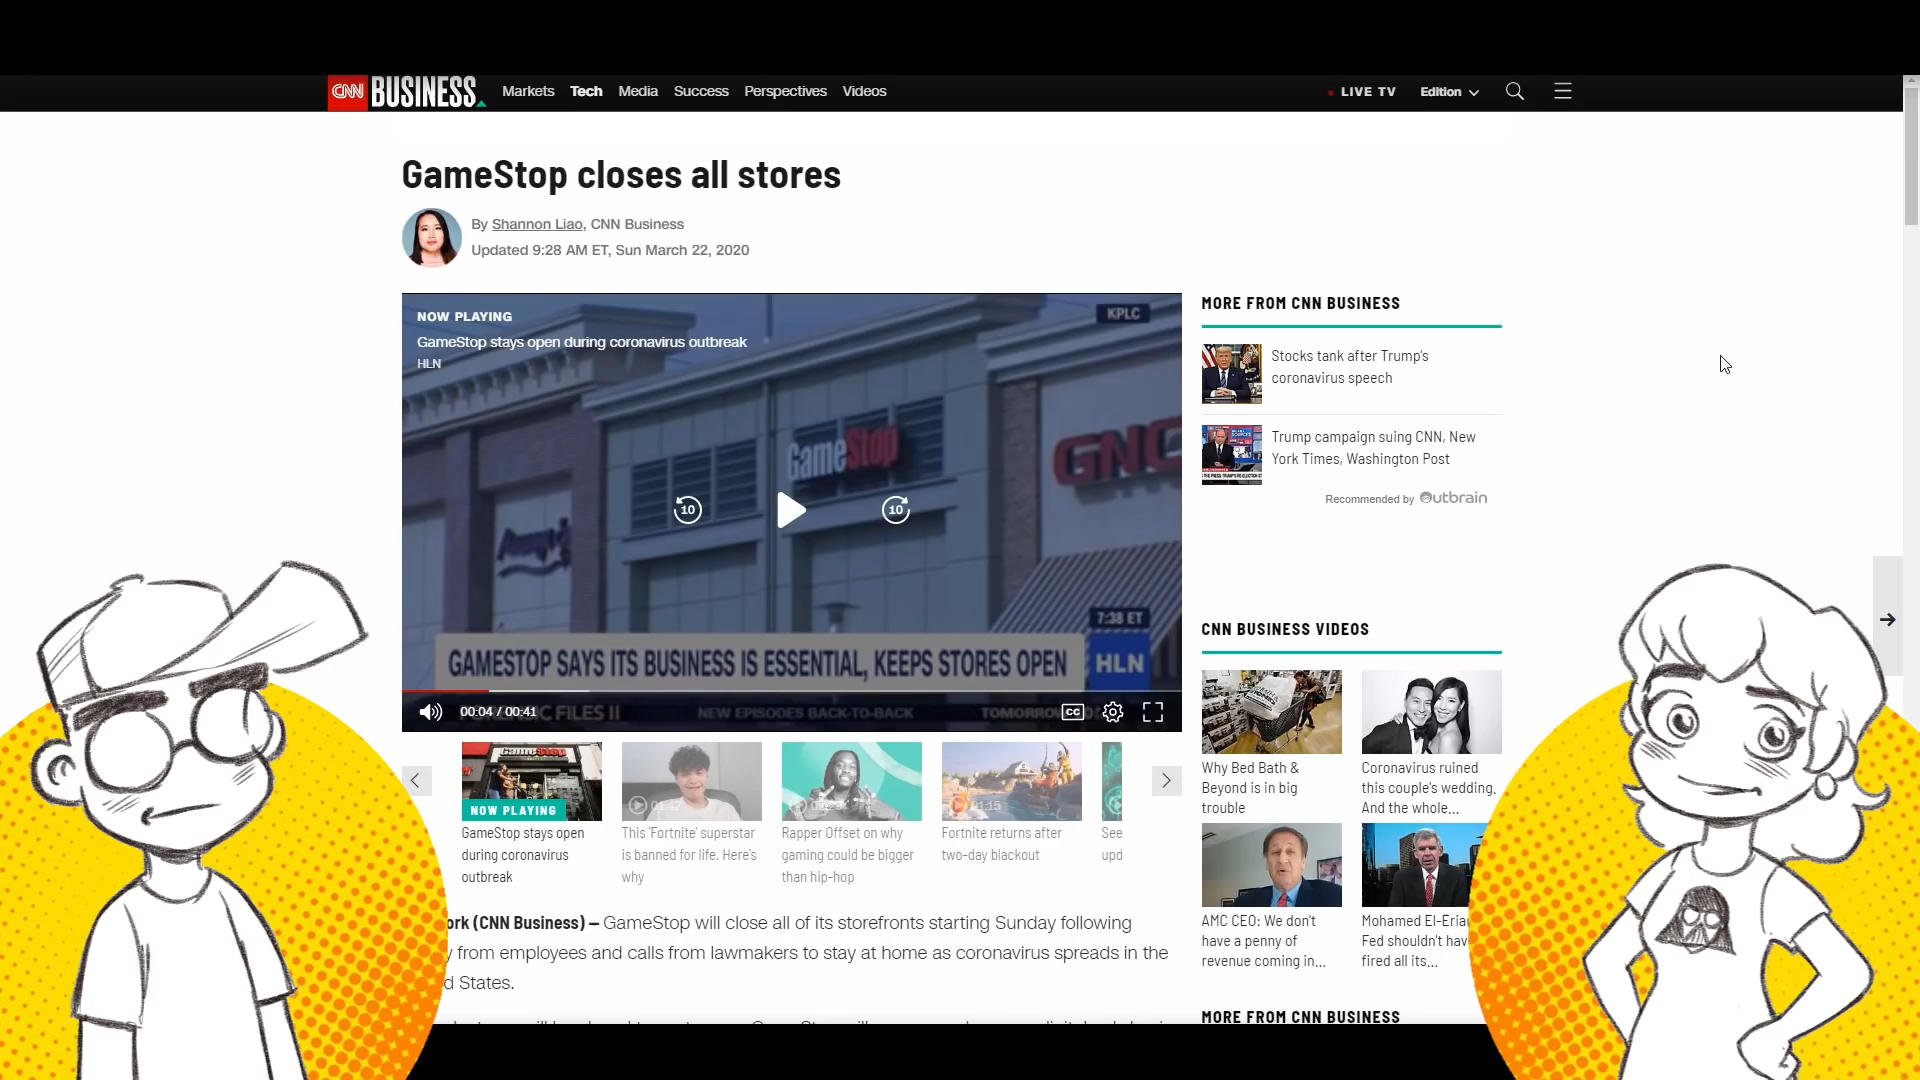 CNN BUSINESS
Markets Tech Media Success Perspectives Videos
LIVE TV Edition
GameStop closes all stores
By Shannon Liao, CNN Business
Updated 9:28 AM ET, Sun March 22, 2020
NOW PLAYING
GameStop stays open during coronavirus outbreak
HLN
KPLC
GameStop
GNC
7:38 ET
GAMESTOP SAYS ITS BUSINESS IS ESSENTIAL, KEEPS STORES OPEN
HLN
10
10
00:04 / 00:41
FILES II NEW EPISODES BACK-TO-BACK
CC
GameStop
NOW PLAYING
GameStop stays open
during coronavirus
outbreak
This 'Fortnite' superstar
is banned for life. Here's
why
Rapper Offset on why
gaming could be bigger
than hip-hop
01:15
Fortnite returns after
two-day blackout
See
upd
ork (CNN Business) — GameStop will close all of its storefronts starting Sunday following
y from employees and calls from lawmakers to stay at home as coronavirus spreads in the
d States.
MORE FROM CNN BUSINESS
Stocks tank after Trump's
coronavirus speech
Trump campaign suing CNN, New
York Times, Washington Post
Recommended by Outbrain
CNN BUSINESS VIDEOS
Why Bed Bath &
Beyond is in big
trouble
Coronavirus ruined
this couple's wedding.
And the whole...
AMC CEO: We don't
have a penny of
revenue coming in...
Mohamed El-Eria
Fed shouldn't hav
fired all its...
MORE FROM CNN BUSINESS